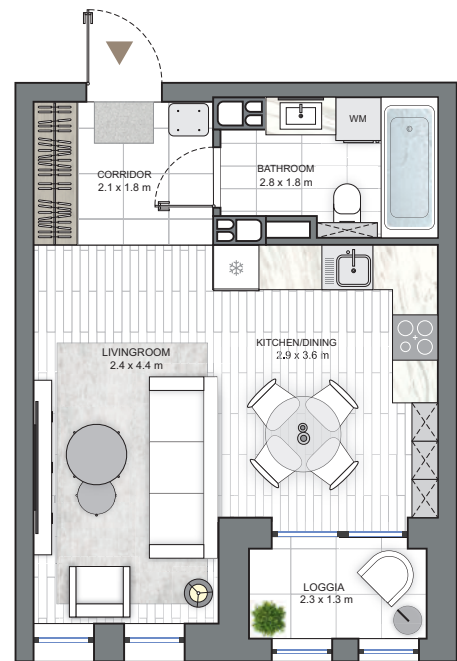 CORRIDOR
2.1 x 1.8 m
BATHROOM
2.8 x 1.8 m
WM
LIVINGROOM
2.4 x 4.4 m
KITCHEN/DINING
2.9 x 3.6 m
LOGGIA
2.3 x 1.3 m